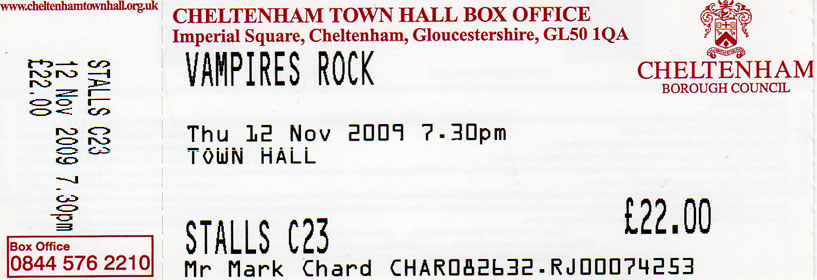 www.cheltenhamtownhall.org.uk
STALLS C23
12 Nov 2009 7.30pm
£22.00
Box Office
0844 576 2210
CHELTENHAM TOWN HALL BOX OFFICE
Imperial Square, Cheltenham, Gloucestershire, GL50 1QA
CHELTENHAM
BOROUGH COUNCIL
VAMPIRES ROCK
Thu 12 Nov 2009 7.30pm
TOWN HALL
£22.00
STALLS C23
Mr Mark Chard CHAR082632.RJ00074253